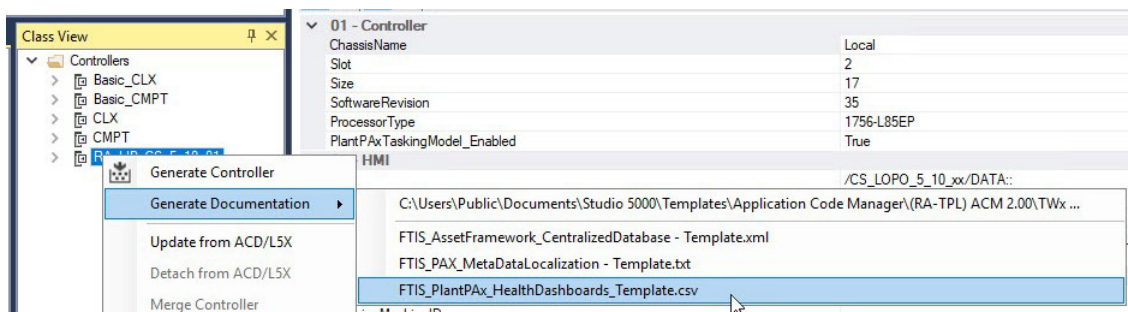 Class View
Controllers
Basic_CLX
Basic_CMPT
CLX
CMPT
01 - Controller
ChassisName Local
Slot 2
Size 17
SoftwareRevision 35
ProcessorType 1756-L85EP
PlantPAxTaskingModel_Enabled True
HMI
/CS_LOPO_5_10_xx/DATA::
Generate Controller
Generate Documentation
Update from ACD/L5X
Detach from ACD/L5X
Merge Controller
C:\Users\Public\Documents\Studio 5000\Templates\Application Code Manager\(RA-TPL) ACM 2.00\TWx ...
FTIS_AssetFramework_CentralizedDatabase - Template.xml
FTIS_PAX_MetaDataLocalization - Template.txt
FTIS_PlantPAx_HealthDashboards_Template.csv